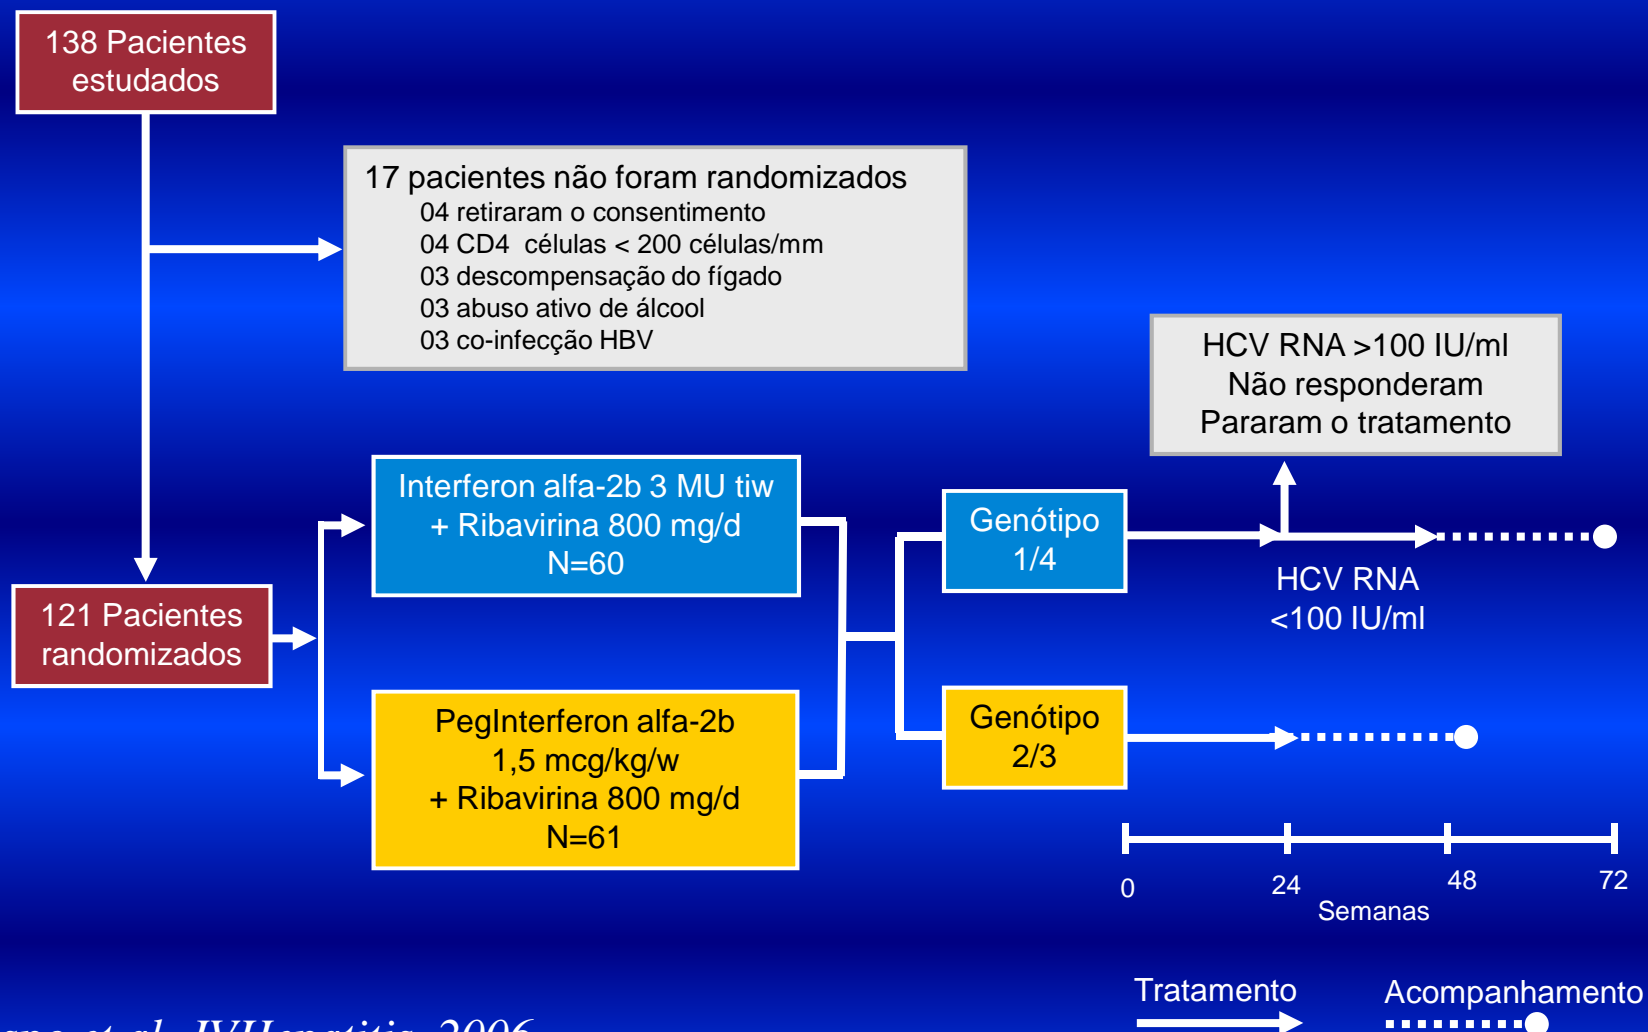 138 Pacientes
estudados
17 pacientes não foram randomizados
04 retiraram o consentimento
04 CD4 células < 200 células/mm
03 descompensação do fígado
03 abuso ativo de álcool
03 co-infecção HBV
HCV RNA >100 IU/ml
Não responderam
Pararam o tratamento
Interferon alfa-2b 3 MU tiw
+ Ribavirina 800 mg/d
N=60
Genótipo
1/4
HCV RNA
<100 IU/ml
121 Pacientes
randomizados
PegInterferon alfa-2b
1,5 mcg/kg/w
+ Ribavirina 800 mg/d
N=61
Genótipo
2/3
0 24 48 72
Semanas
Tratamento Acompanhamento
et al. 2006